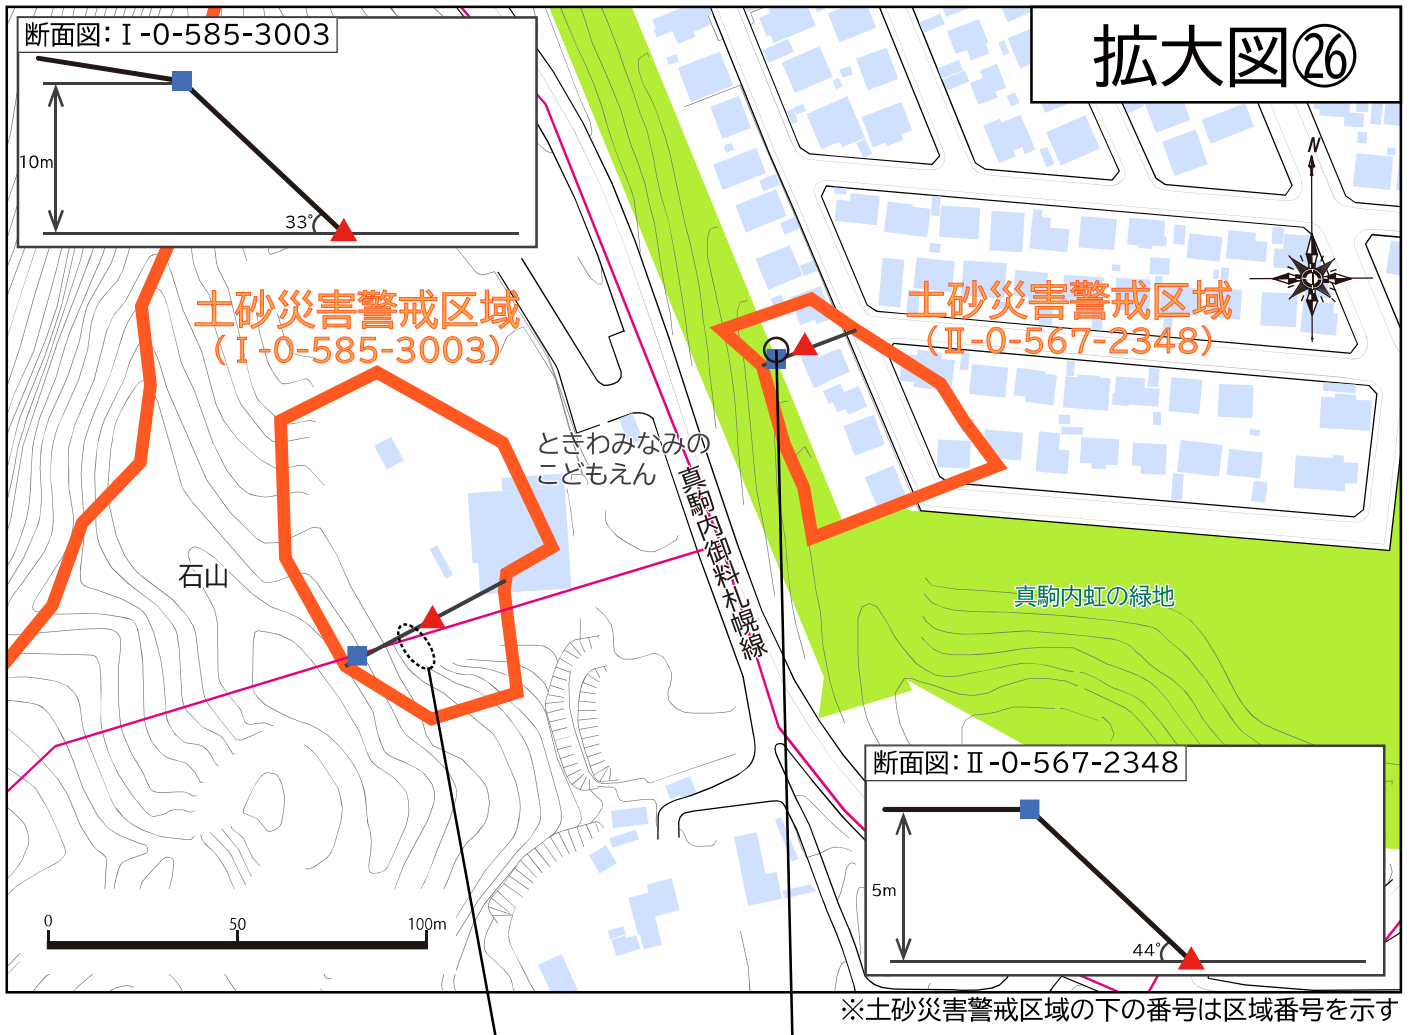 断面図：Ⅰ-0-585-3003
10m
33°
拡大図㉖
N
土砂災害警戒区域
（Ⅰ-0-585-3003）
土砂災害警戒区域
（Ⅱ-0-567-2348）
ときわみなみの
こどもえん
真駒内御料札幌線
石山
真駒内虹の緑地
断面図：Ⅱ-0-567-2348
5m
44°
0 50 100m
※土砂災害警戒区域の下の番号は区域番号を示す